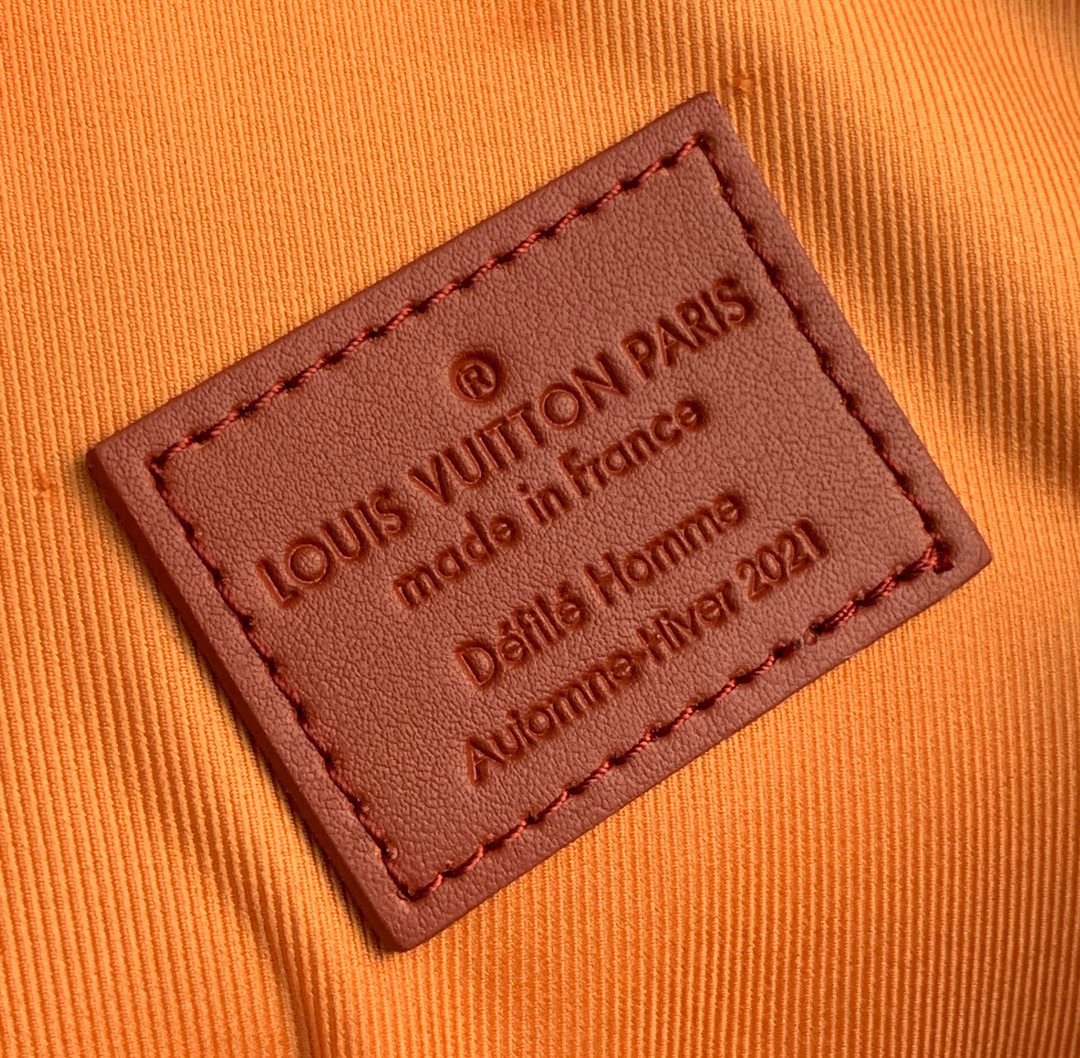 ®
LOUIS VUITTON PARIS
made in France
Défilé Homme
Automne-Hiver 2021